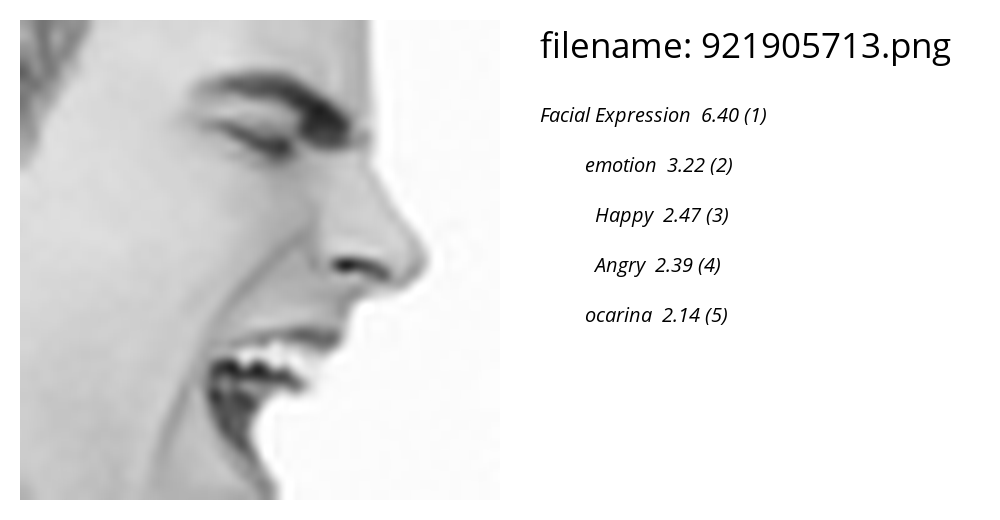 filename: 921905713.png
Facial Expression 6.40 (1)
emotion 3.22 (2)
Happy 2.47 (3)
Angry 2.39 (4)
ocarina 2.14 (5)